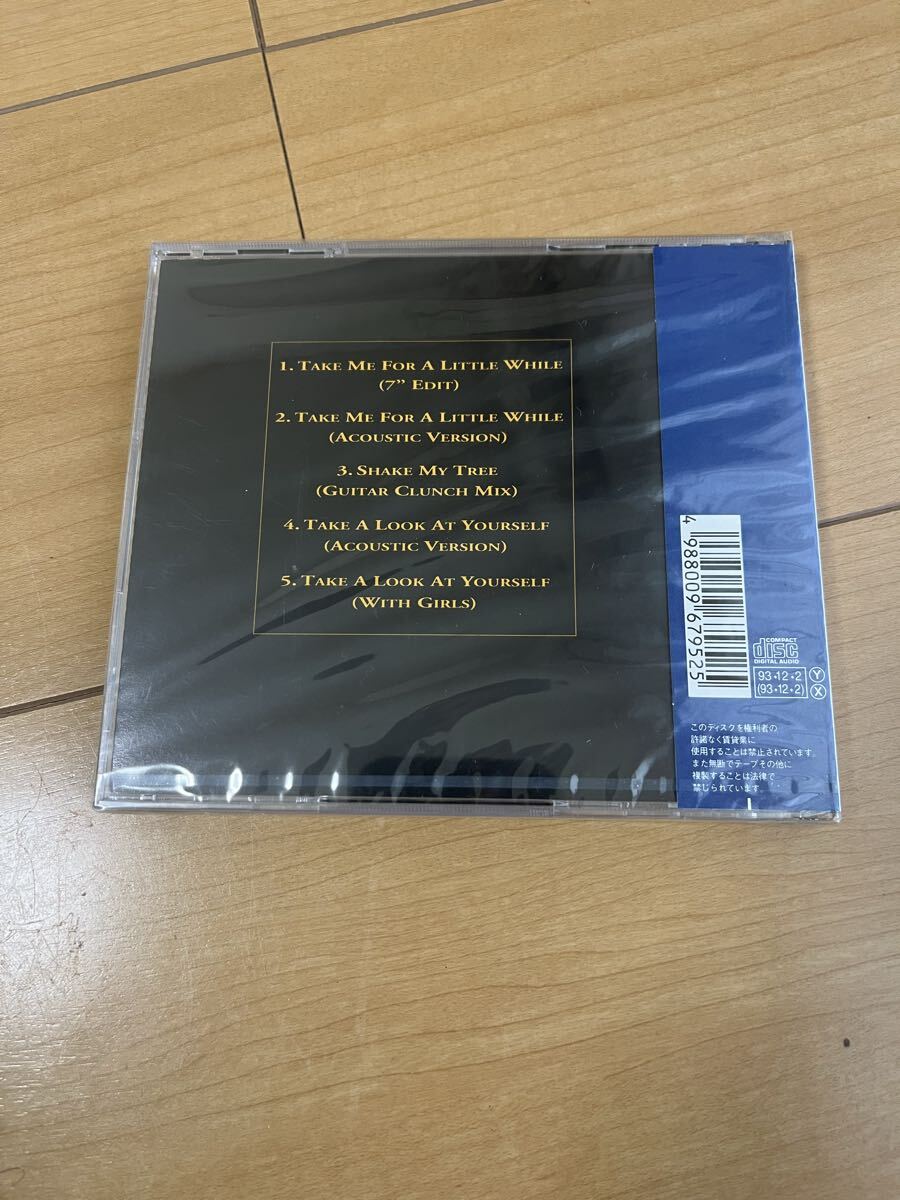 1. Take Me For A Little While
(7” Edit)
2. Take Me For A Little While
(Acoustic Version)
3. Shake My Tree
(Guitar Clunch Mix)
4. Take A Look At Yourself
(Acoustic Version)
5. Take A Look At Yourself
(With Girls)
4 988009 679525
COMPACT
disc
DIGITAL AUDIO
93・12・2 Y
(93・12・2) X
このディスクを権利者の
許諾なく賃貸業に
使用することは禁止されています。
また無断でテープその他に
複製することは法律で
禁じられています。